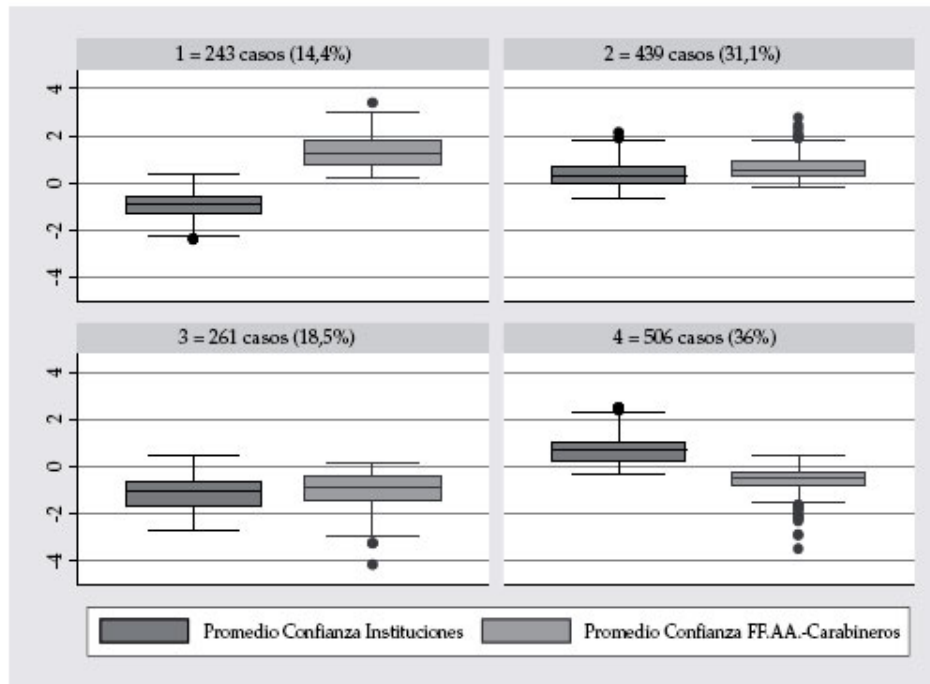 1 = 243 casos (14,4%)
2 = 439 casos (31,1%)
4
2
0
-2
-4
3 = 261 casos (18,5%)
4 = 506 casos (36%)
4
2
0
-2
-4
Promedio Confianza Instituciones
Promedio Confianza FF.AA.-Carabineros